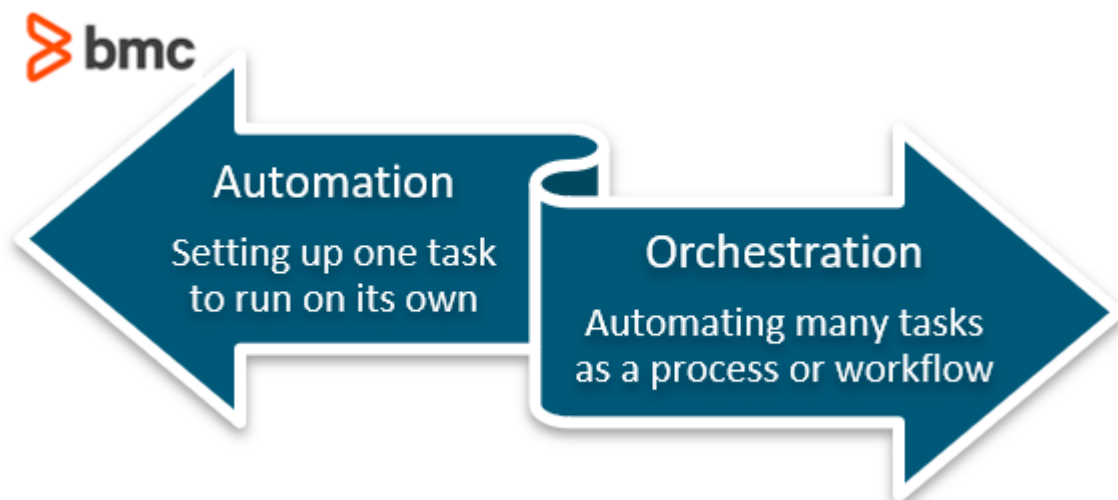 bmc
Automation
Setting up one task
to run on its own
Orchestration
Automating many tasks
as a process or workflow